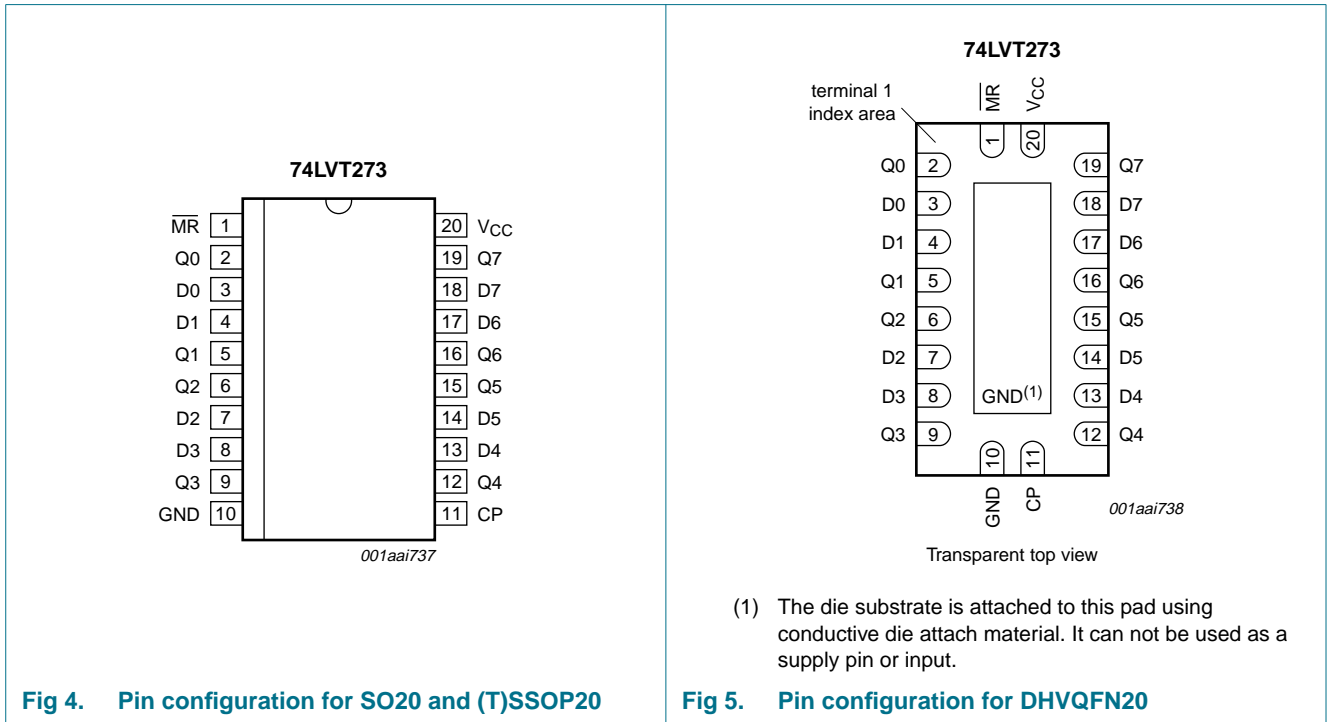 74LVT273
M̅R̅ 1
Q0 2
D0 3
D1 4
Q1 5
Q2 6
D2 7
D3 8
Q3 9
GND 10
20 VCC
19 Q7
18 D7
17 D6
16 Q6
15 Q5
14 D5
13 D4
12 Q4
11 CP
001aai737
Fig 4. Pin configuration for SO20 and (T)SSOP20
74LVT273
terminal 1
index area
M̅R̅
VCC
1
20
Q0 2
D0 3
D1 4
Q1 5
Q2 6
D2 7
D3 8
Q3 9
19 Q7
18 D7
17 D6
16 Q6
15 Q5
14 D5
13 D4
12 Q4
GND(1)
10
11
GND
CP
001aai738
Transparent top view
(1) The die substrate is attached to this pad using
conductive die attach material. It can not be used as a
supply pin or input.
Fig 5. Pin configuration for DHVQFN20